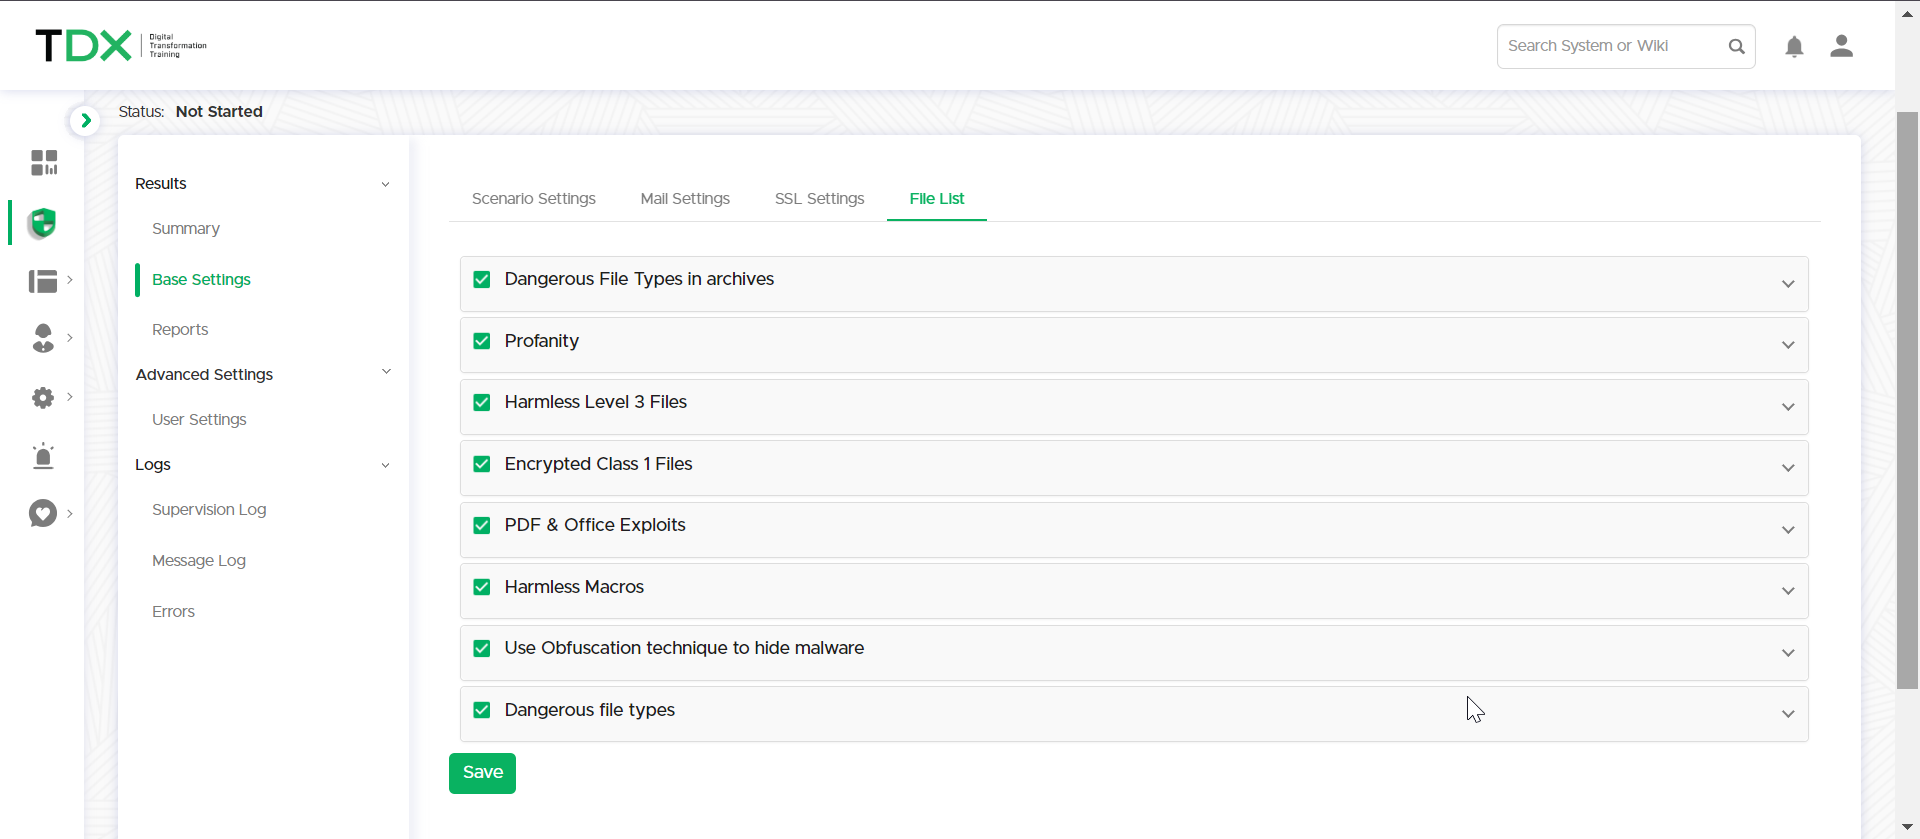 TDX
Digital
Transformation
Training
Search System or Wiki
Status: Not Started
Results
Summary
Base Settings
Reports
Advanced Settings
User Settings
Logs
Supervision Log
Message Log
Errors
Scenario Settings Mail Settings SSL Settings File List
Dangerous File Types in archives
Profanity
Harmless Level 3 Files
Encrypted Class 1 Files
PDF & Office Exploits
Harmless Macros
Use Obfuscation technique to hide malware
Dangerous file types
Save